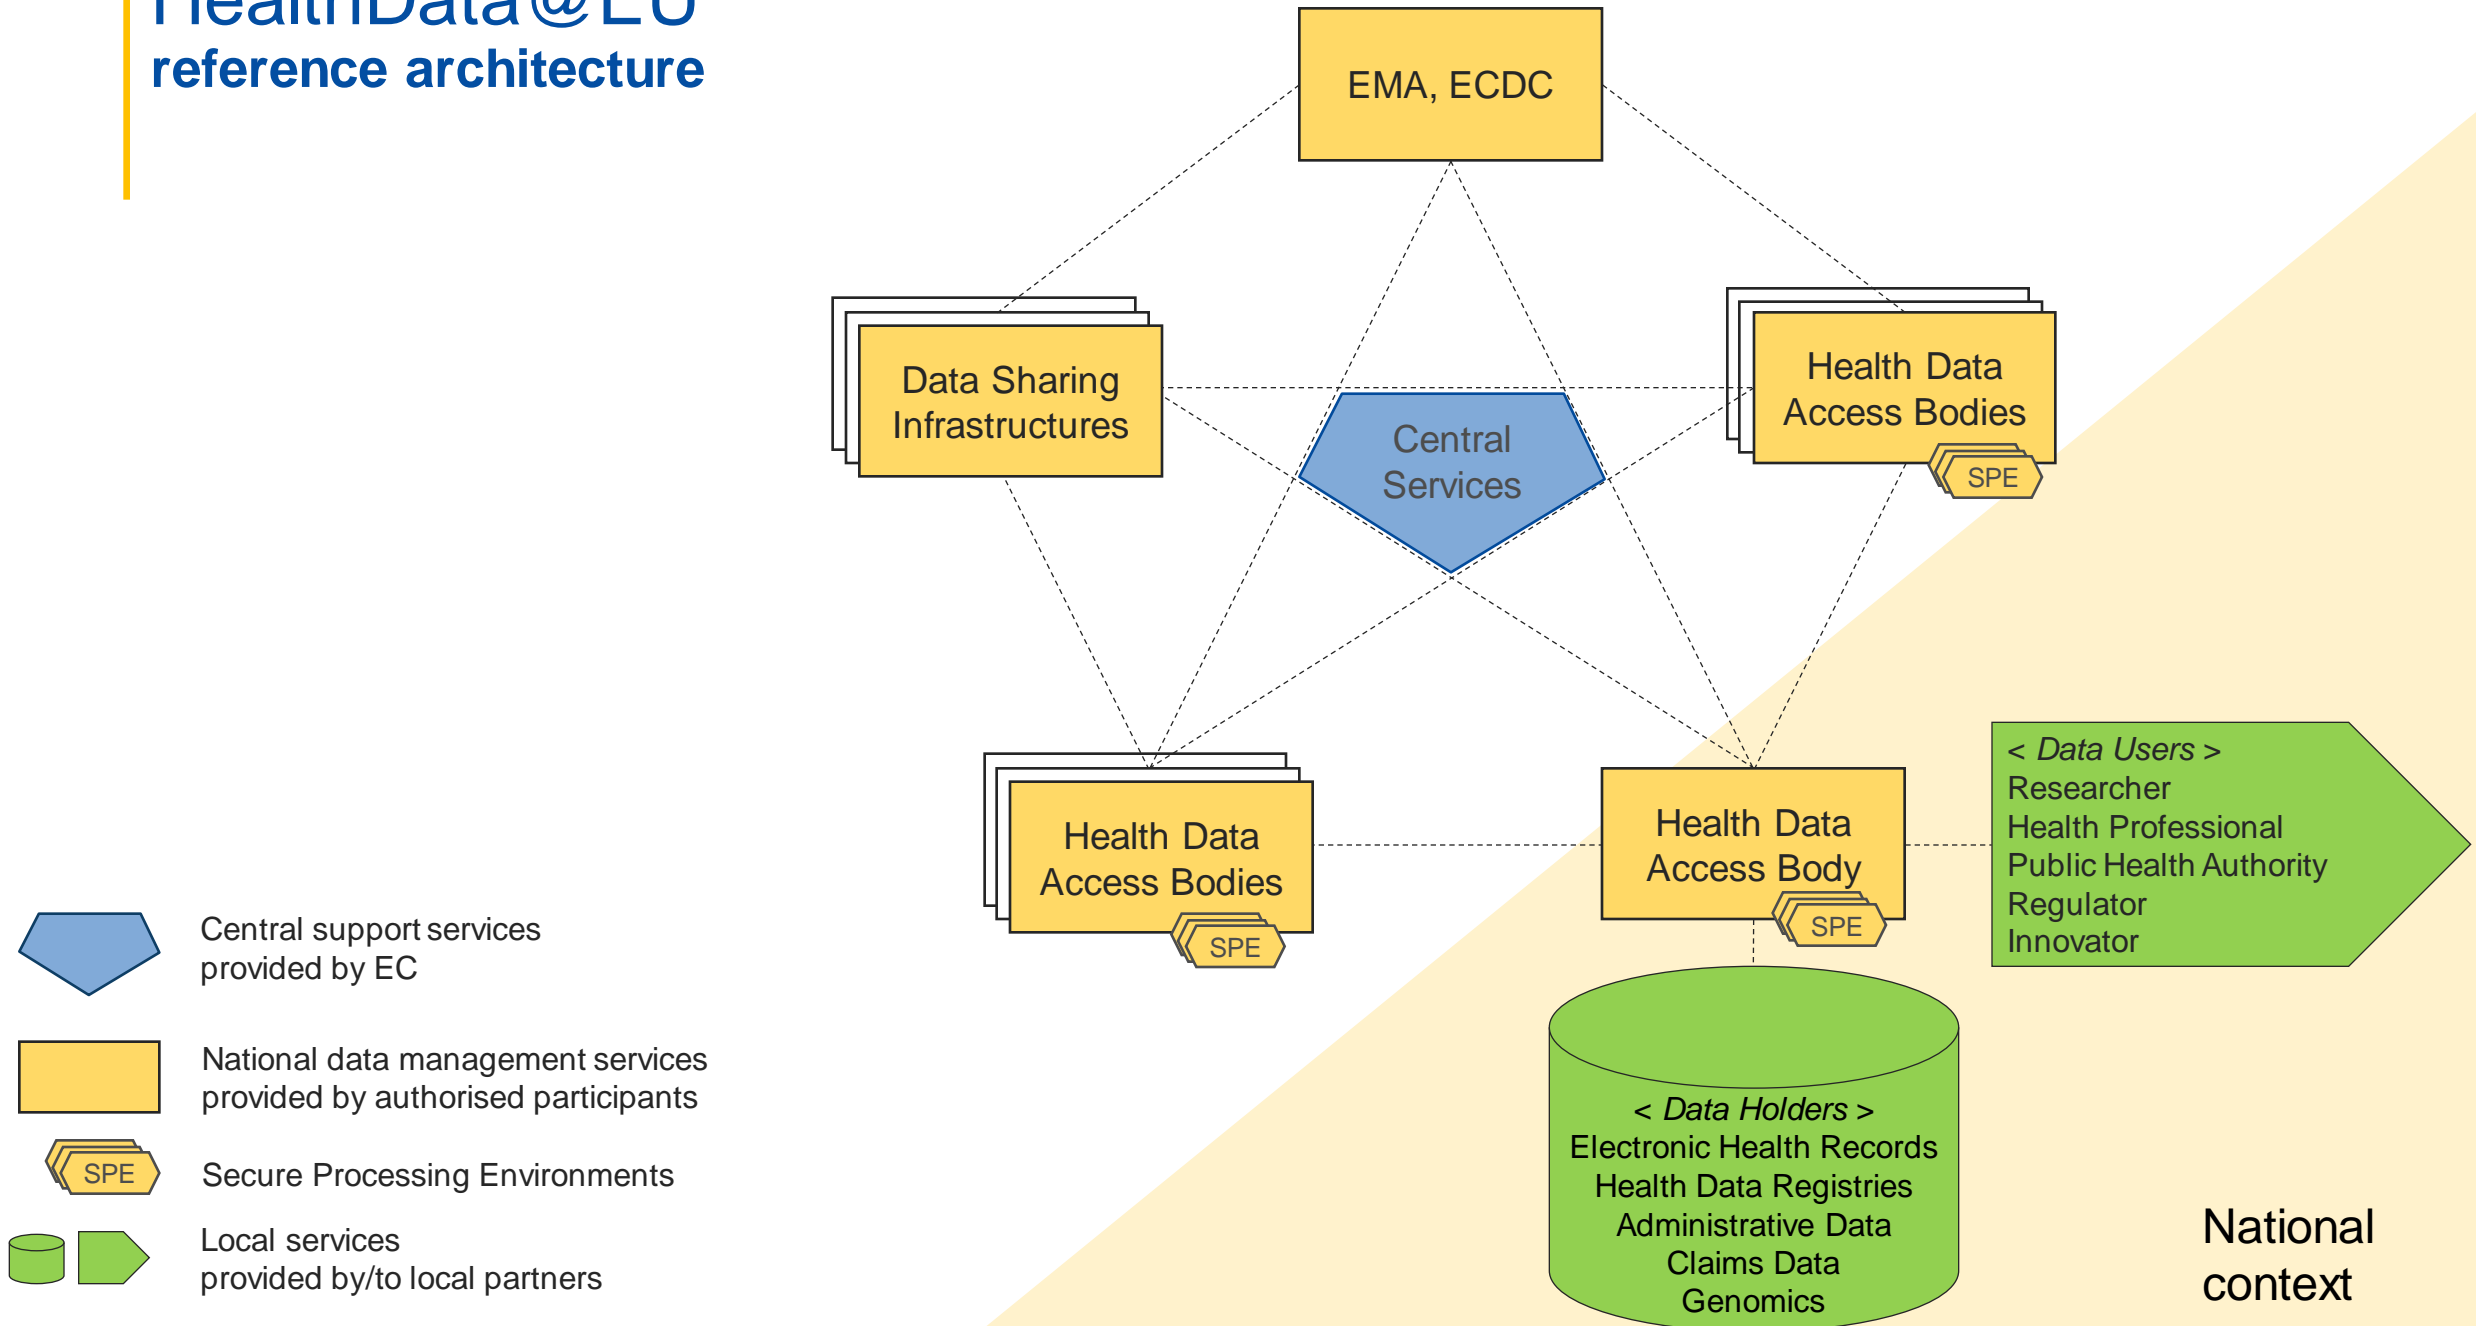 HealthData@EU
reference architecture
EMA, ECDC
Data Sharing
Infrastructures
Health Data
Access Bodies
SPE
Central
Services
Health Data
Access Bodies
SPE
Health Data
Access Body
SPE
< Data Users >
Researcher
Health Professional
Public Health Authority
Regulator
Innovator
< Data Holders >
Electronic Health Records
Health Data Registries
Administrative Data
Claims Data
Genomics
National
context
Central support services
provided by EC
National data management services
provided by authorised participants
SPE
Secure Processing Environments
Local services
provided by/to local partners